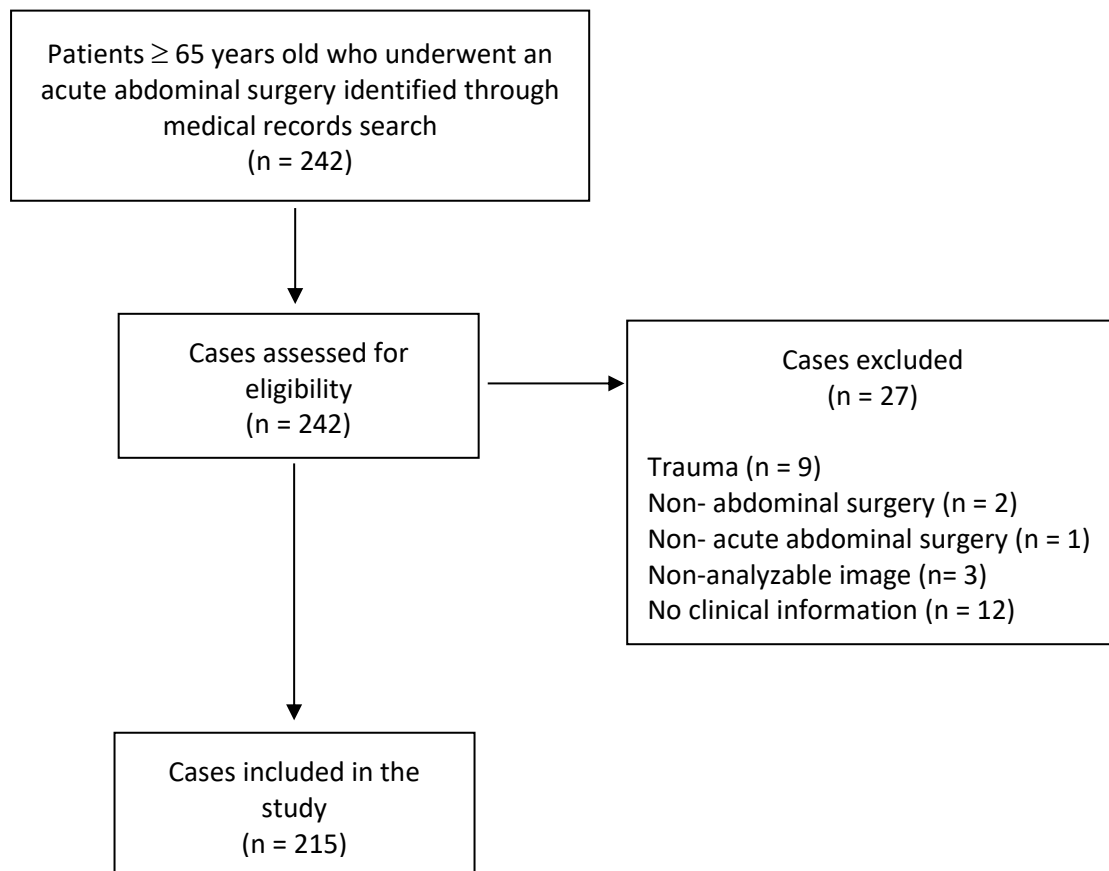 Patients ≥ 65 years old who underwent an
acute abdominal surgery identified through
medical records search
(n = 242)
Cases assessed for
eligibility
(n = 242)
Cases excluded
(n = 27)
Trauma (n = 9)
Non- abdominal surgery (n = 2)
Non- acute abdominal surgery (n = 1)
Non-analyzable image (n= 3)
No clinical information (n = 12)
Cases included in the
study
(n = 215)